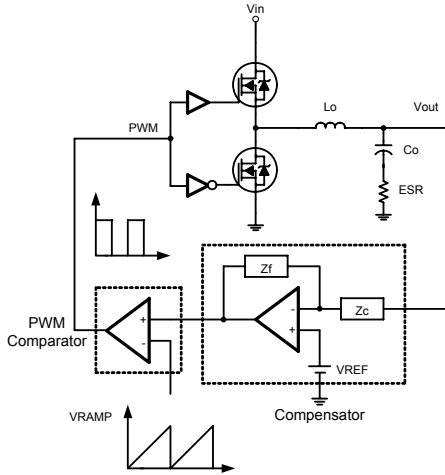 Vin
Lo
Vout
PWM
Co
ESR
Zf
+
-
-
+
Zc
PWM
Comparator
VREF
VRAMP
Compensator